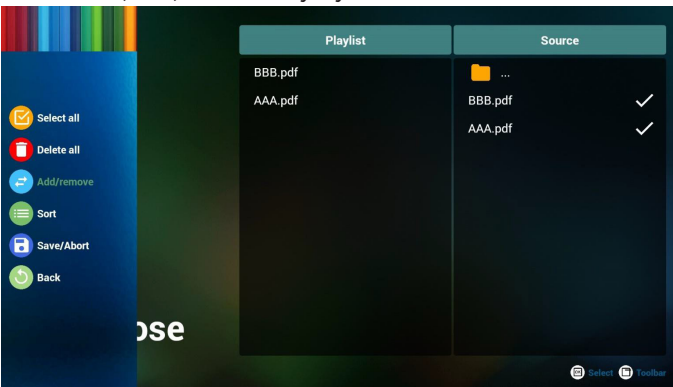 Playlist
Source
BBB.pdf
AAA.pdf
...
BBB.pdf
AAA.pdf
Select all
Delete all
Add/remove
Sort
Save/Abort
Back
ose
Select
Toolbar